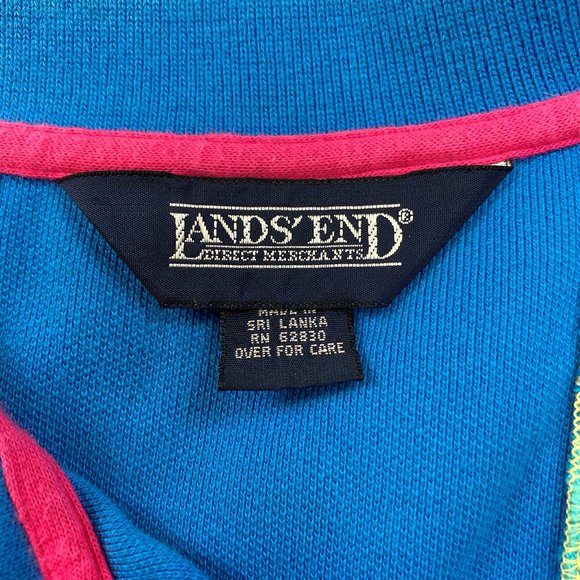 LANDS' END®
DIRECT MERCHANTS
MADE IN
SRI LANKA
RN 62830
OVER FOR CARE